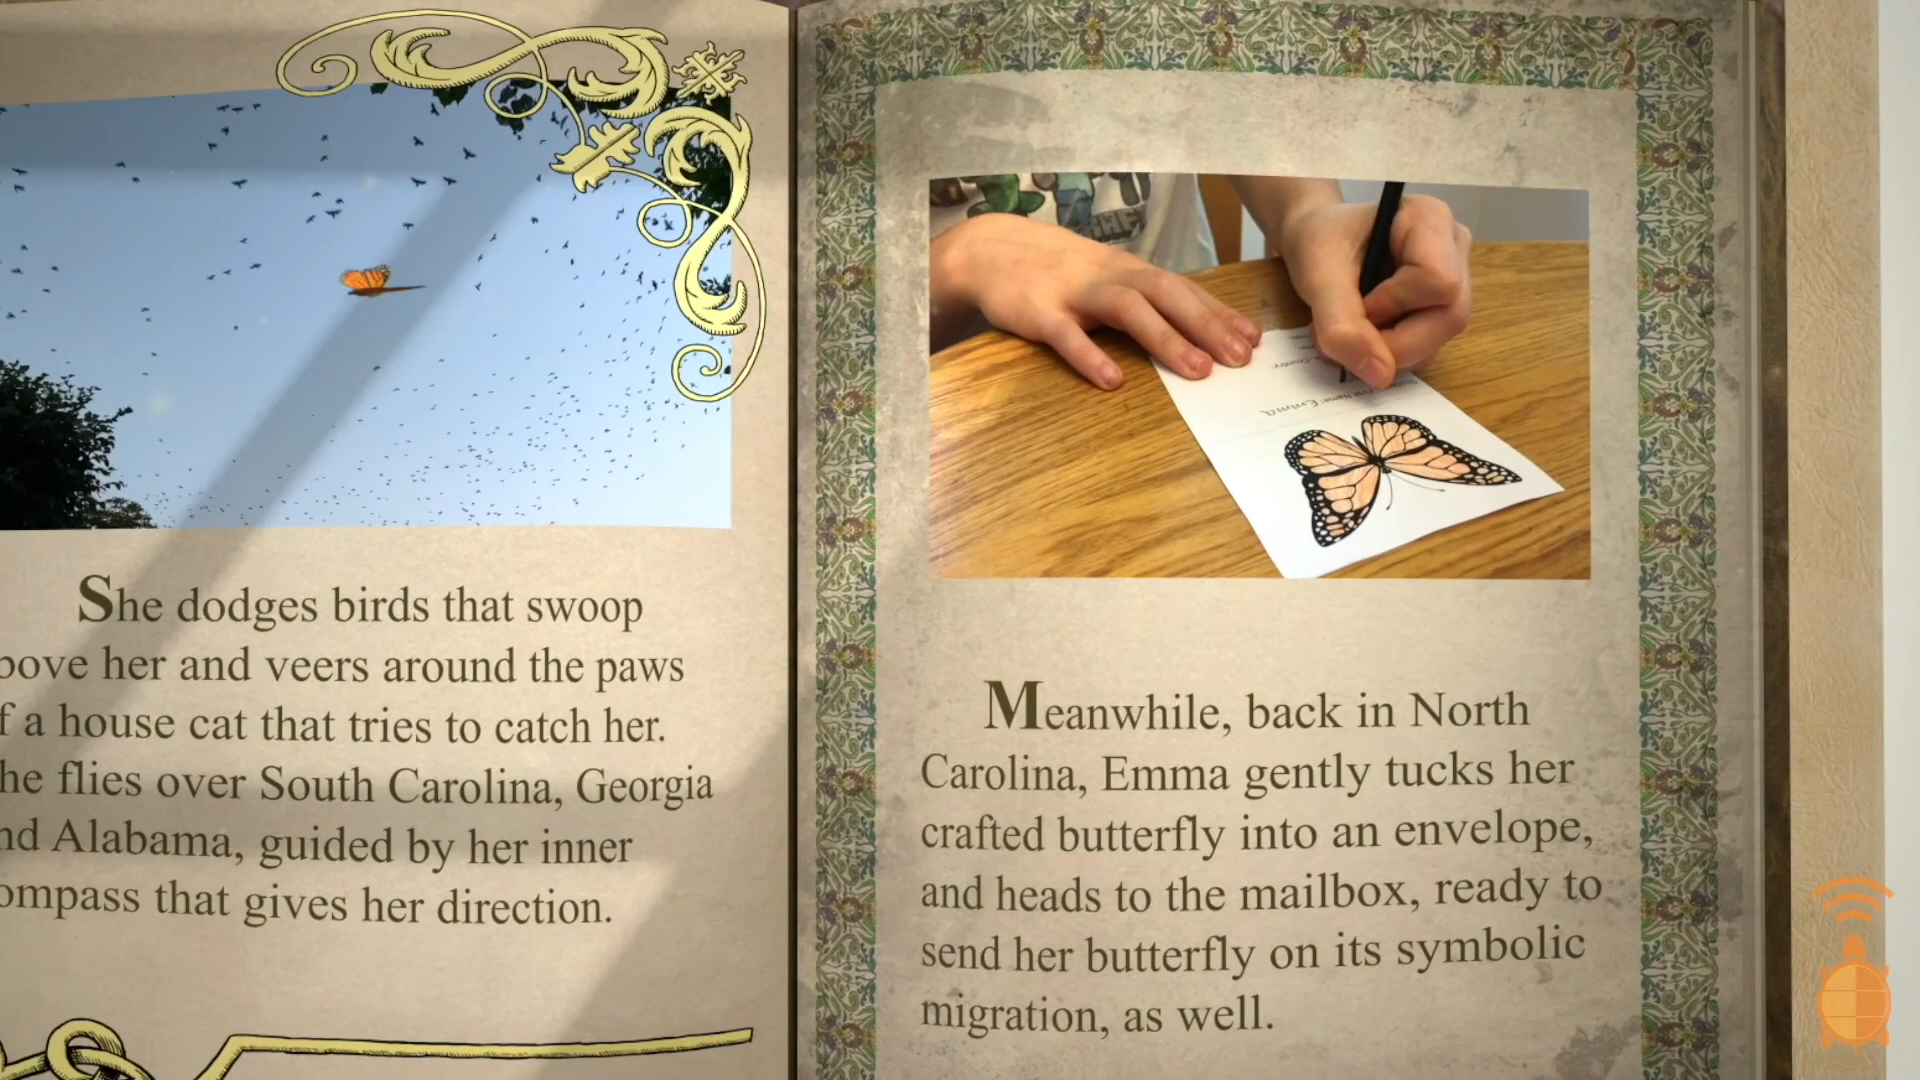 She dodges birds that swoop
bove her and veers around the paws
f a house cat that tries to catch her.
he flies over South Carolina, Georgia
nd Alabama, guided by her inner
ompass that gives her direction.
Name: Emma
Country:
Meanwhile, back in North
Carolina, Emma gently tucks her
crafted butterfly into an envelope,
and heads to the mailbox, ready to
send her butterfly on its symbolic
migration, as well.